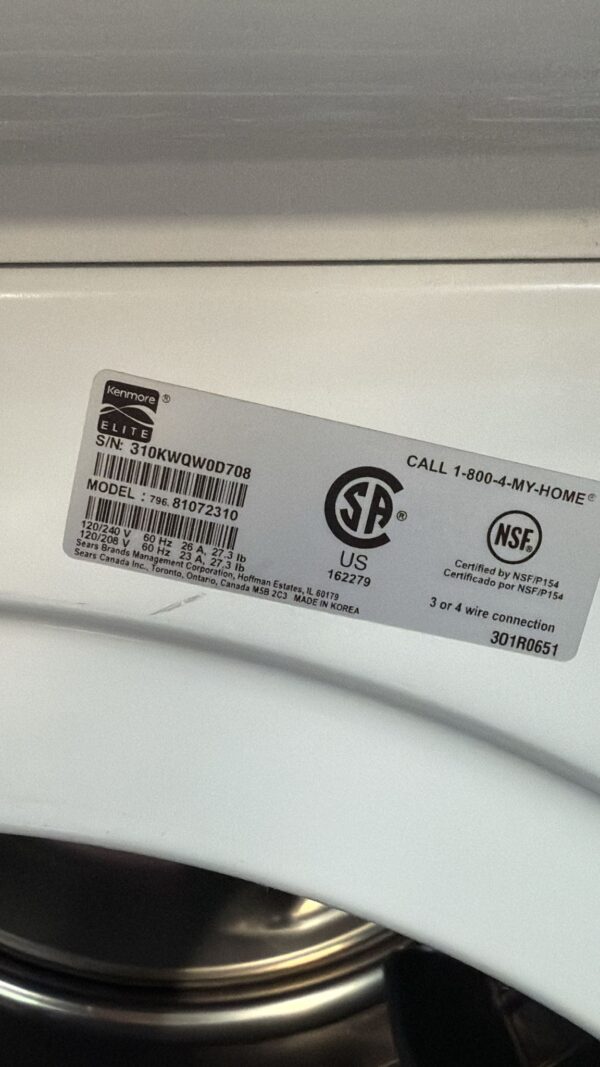 Kenmore ®
ELITE
S/N: 310KWQW0D708
MODEL : 796. 81072310
120/240 V 60 Hz 26 A, 27.3 lb
120/208 V 60 Hz 23 A, 27.3 lb
Sears Brands Management Corporation, Hoffman Estates, IL 60179
Sears Canada Inc., Toronto, Ontario, Canada M5B 2C3 MADE IN KOREA
SA ®
US
162279
CALL 1-800-4-MY-HOME®
NSF.
Certified by NSF/P154
Certificado por NSF/P154
3 or 4 wire connection
301R0651